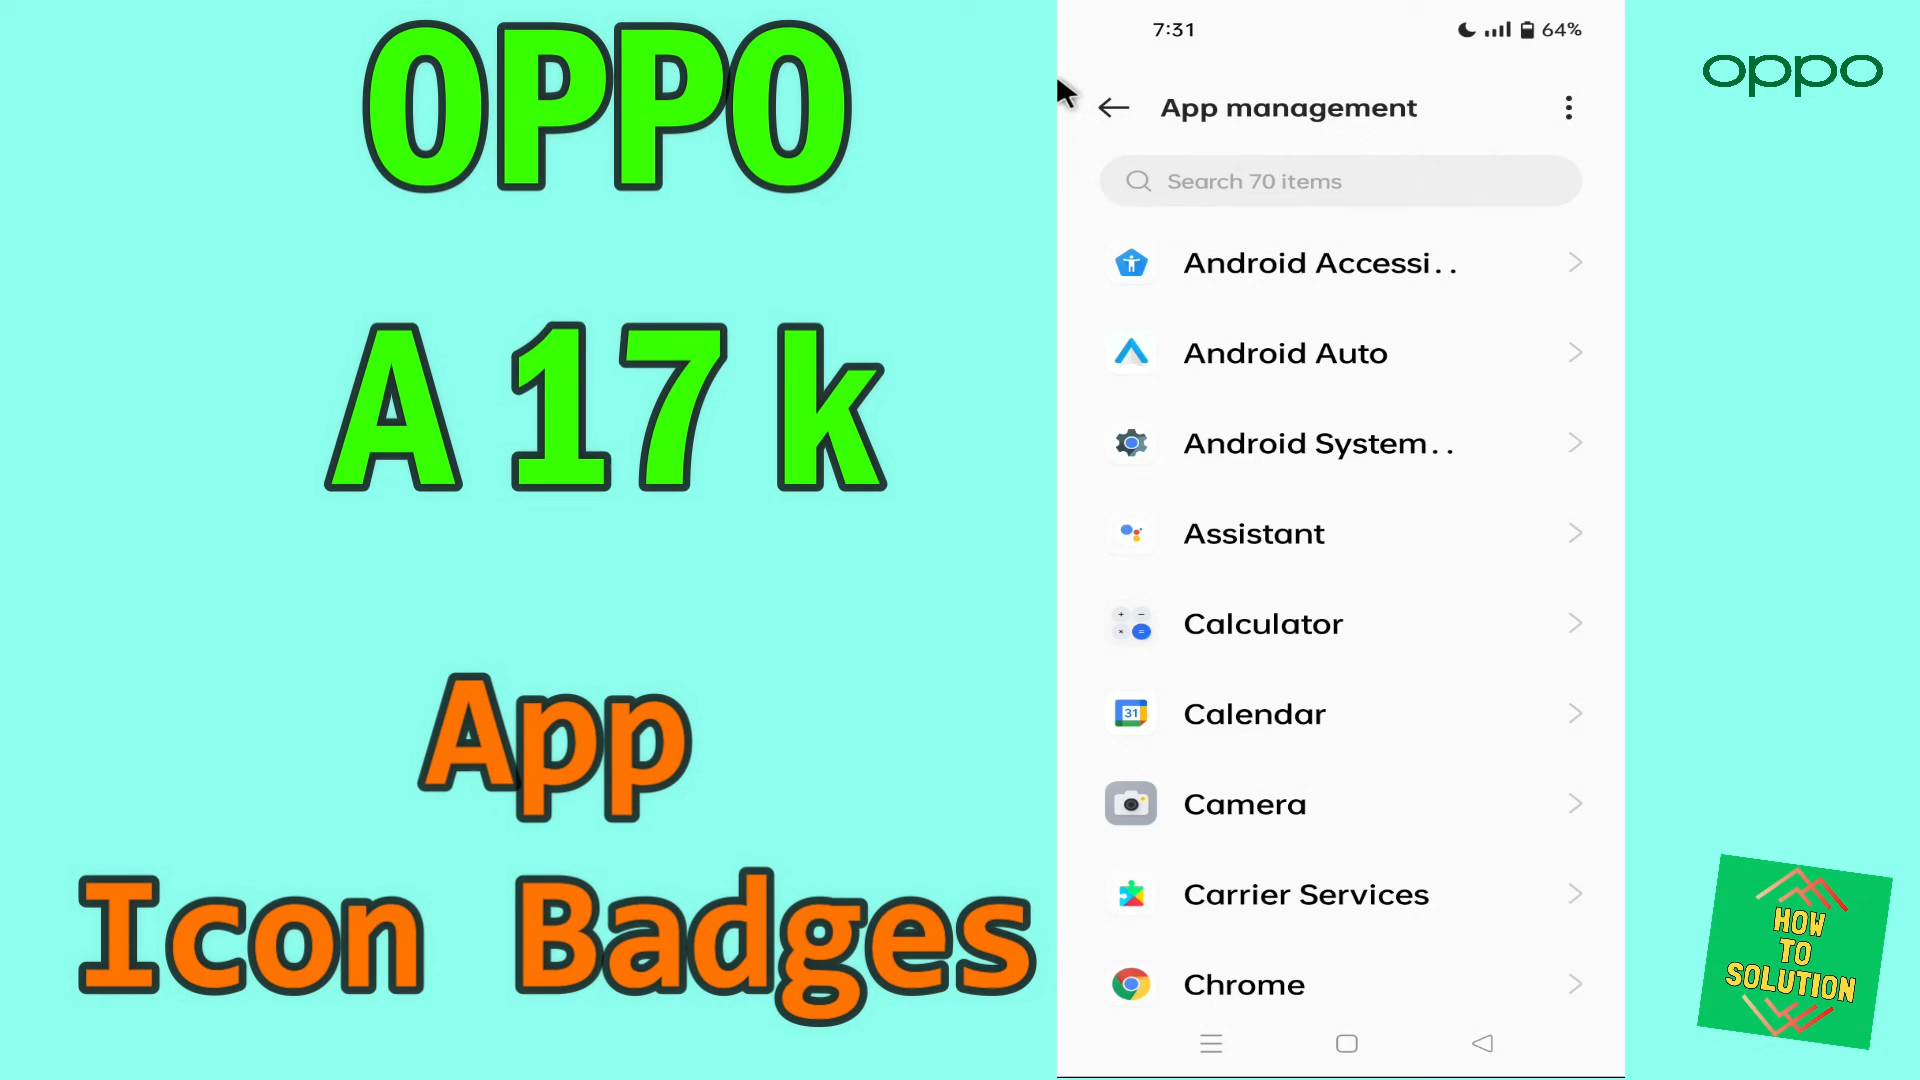 OPPO
A 17 k
App
Icon Badges
7:31
64%
App management
Search 70 items
Android Accessi..
Android Auto
Android System..
Assistant
Calculator
31
Calendar
Camera
Carrier Services
Chrome
oppo
HOW
TO
SOLUTION